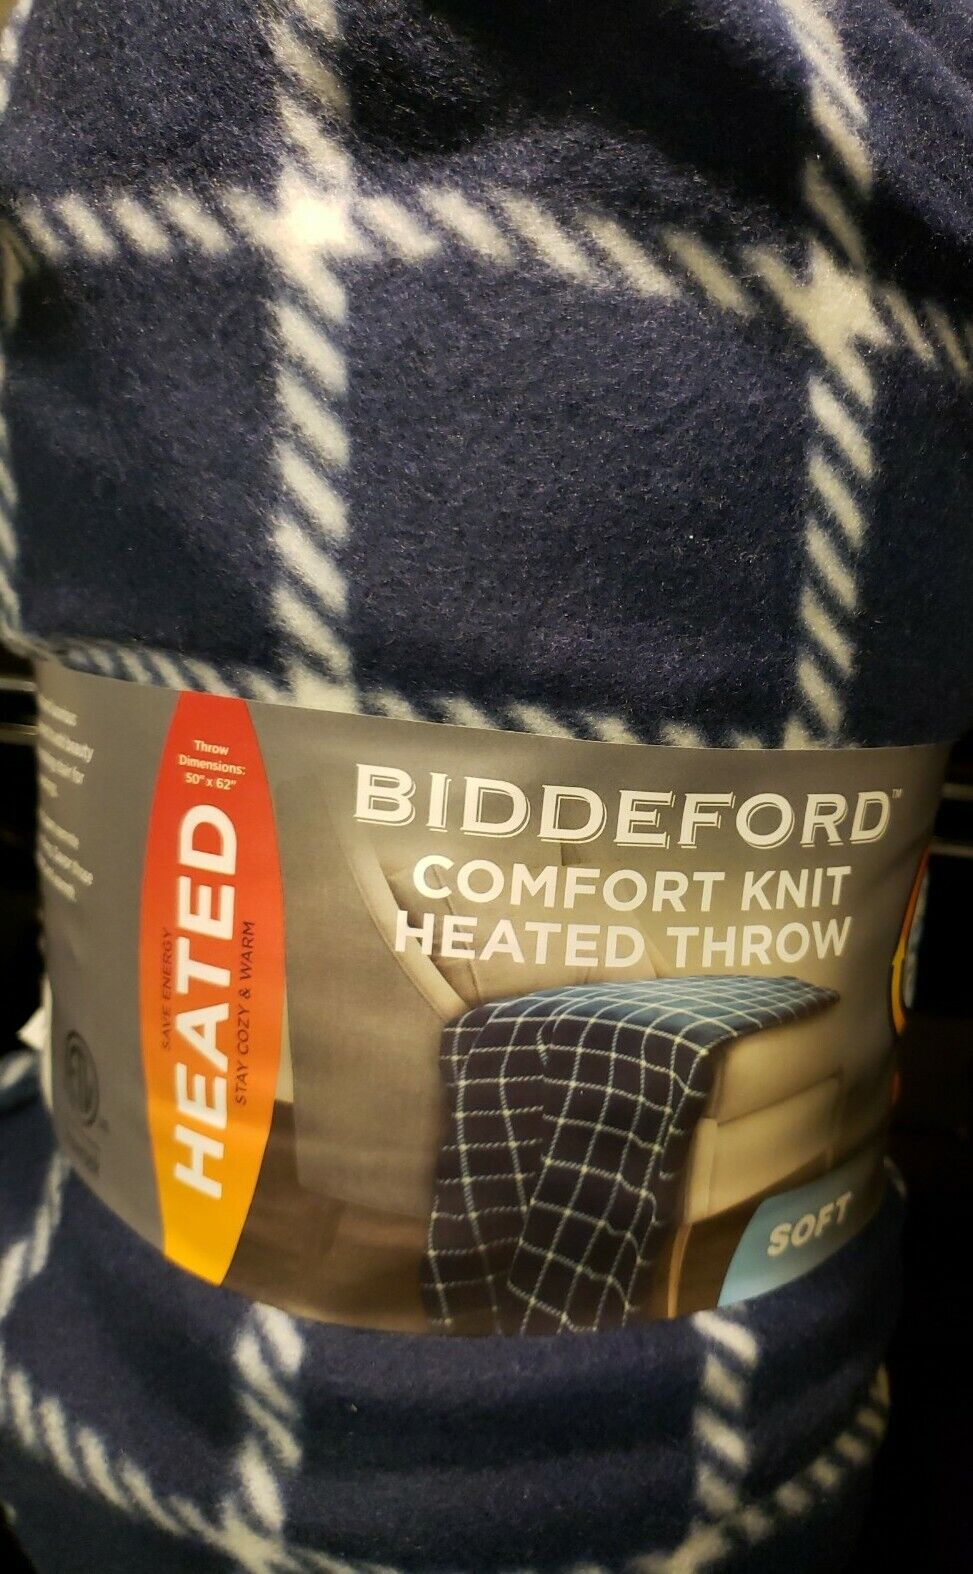 Throw
Dimensions:
50" x 62"
HEATED
SAVE ENERGY
STAY COZY & WARM
BIDDEFORD™
COMFORT KNIT
HEATED THROW
SOFT